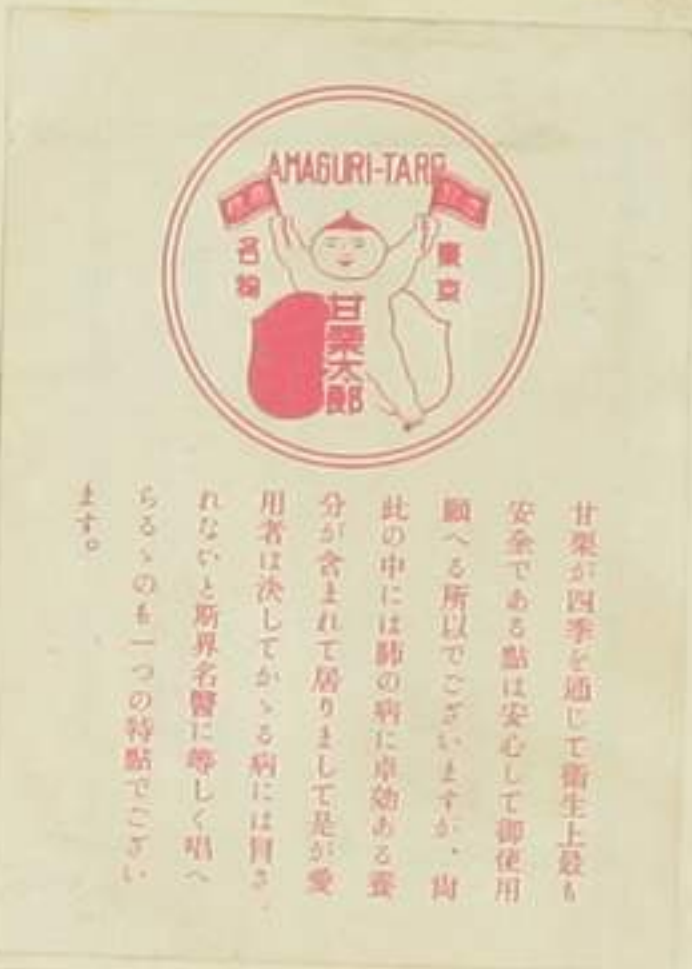 AMAGURI-TARO
東京
名物
甘栗太郎
甘栗が四季を通じて衛生上最も
安全である點は安心して御使用
願へる所以でございますが、尙
此の中には肺の病に卓効ある養
分が含まれて居りまして是が愛
用者は決してかゝる病には冒さ
れないと斯界名醫に等しく唱へ
らるゝのも一つの特點でござい
ます。